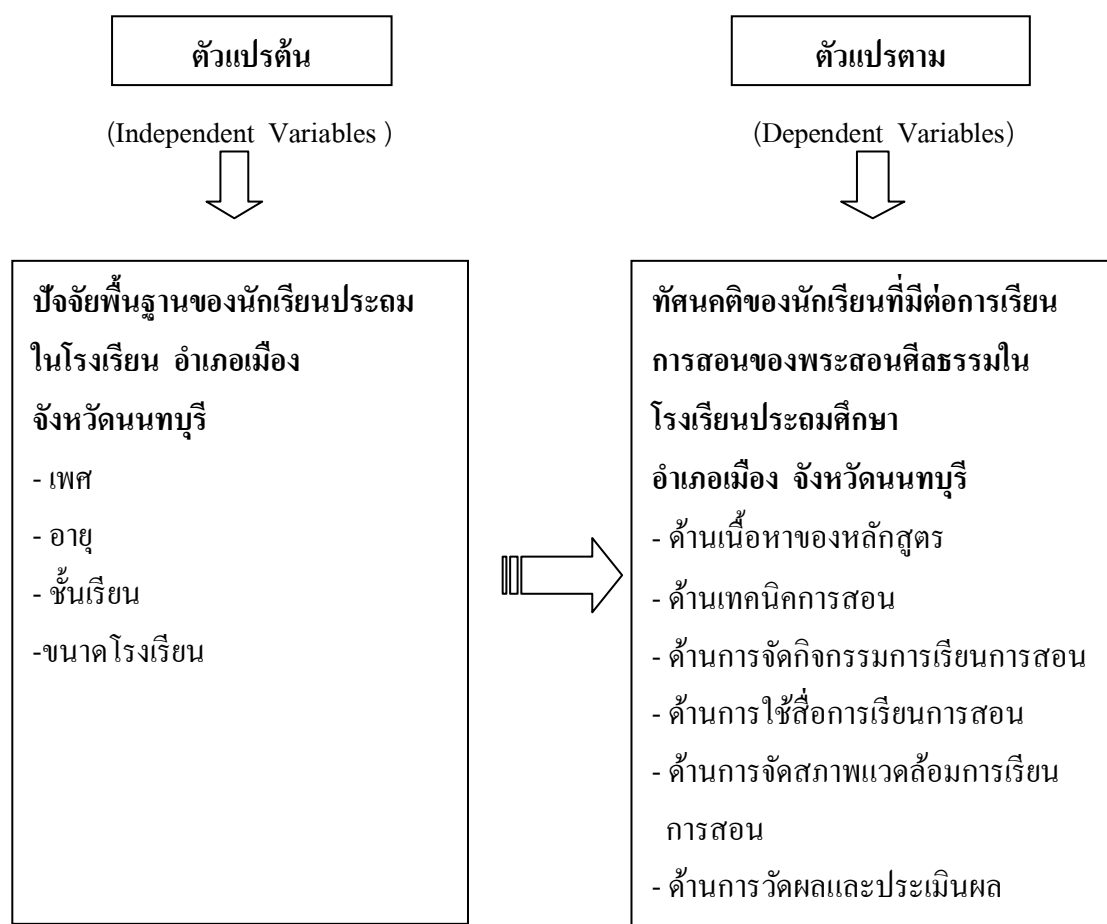 ตัวแปรต้น
(Independent Variables )
ปัจจัยพื้นฐานของนักเรียนประถม
ในโรงเรียน อำเภอเมือง
จังหวัดนนทบุรี
- เพศ
- อายุ
- ชั้นเรียน
-ขนาดโรงเรียน
ตัวแปรตาม
(Dependent Variables)
ทัศนคติของนักเรียนที่มีต่อการเรียน
การสอนของพระสอนศีลธรรมใน
โรงเรียนประถมศึกษา
อำเภอเมือง จังหวัดนนทบุรี
- ด้านเนื้อหาของหลักสูตร
- ด้านเทคนิคการสอน
- ด้านการจัดกิจกรรมการเรียนการสอน
- ด้านการใช้สื่อการเรียนการสอน
- ด้านการจัดสภาพแวดล้อมการเรียน
การสอน
- ด้านการวัดผลและประเมินผล